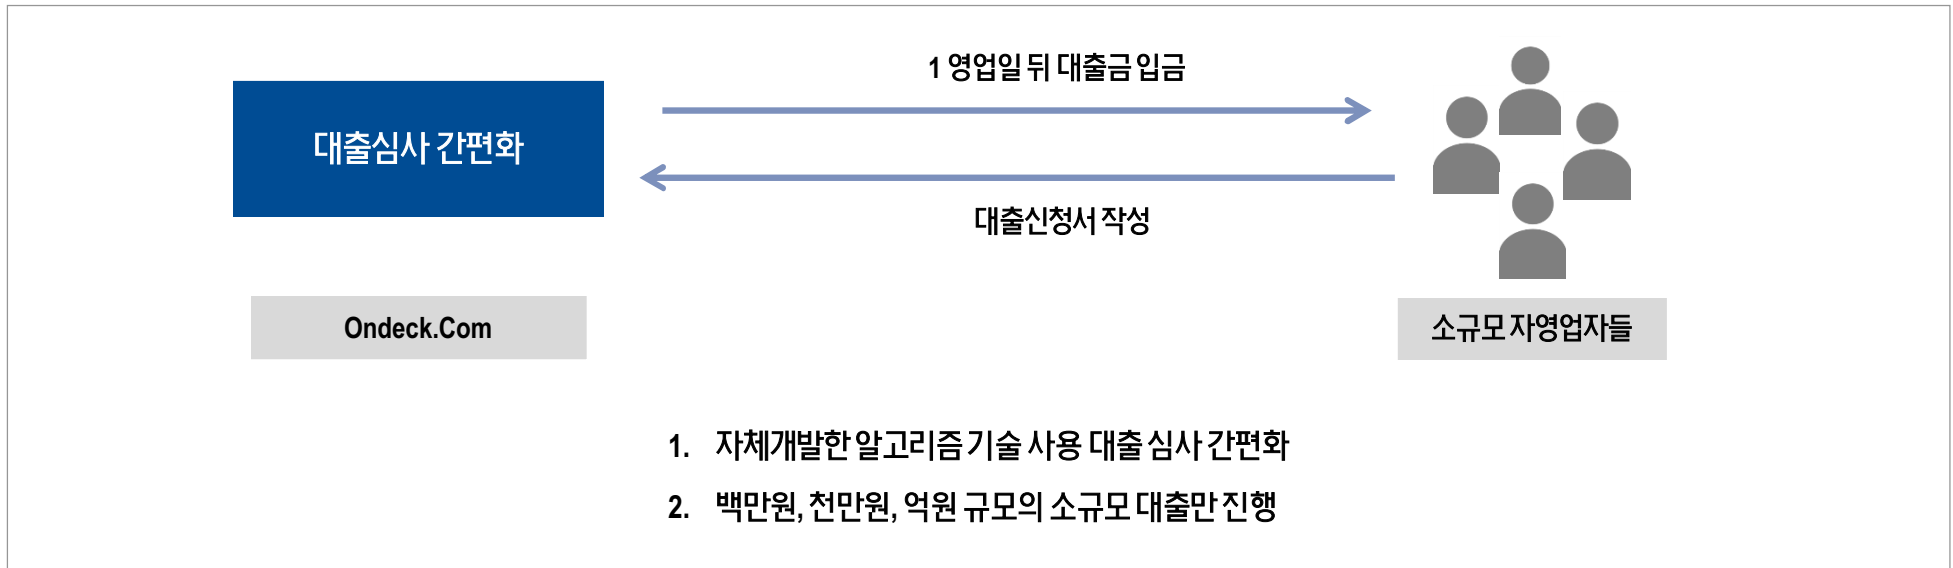 1 영업일 뒤 대출금 입금
대출심사 간편화
대출신청서 작성
Ondeck.Com
소규모 자영업자들
1. 자체개발한 알고리즘 기술 사용 대출 심사 간편화
2. 백만원, 천만원, 억원 규모의 소규모 대출만 진행